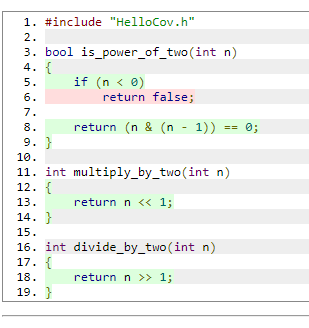 1. #include "HelloCov.h"
2.
3. bool is_power_of_two(int n)
4. {
5.     if (n < 0)
6.         return false;
7.
8.     return (n & (n - 1)) == 0;
9. }
10.
11. int multiply_by_two(int n)
12. {
13.     return n << 1;
14. }
15.
16. int divide_by_two(int n)
17. {
18.     return n >> 1;
19. }